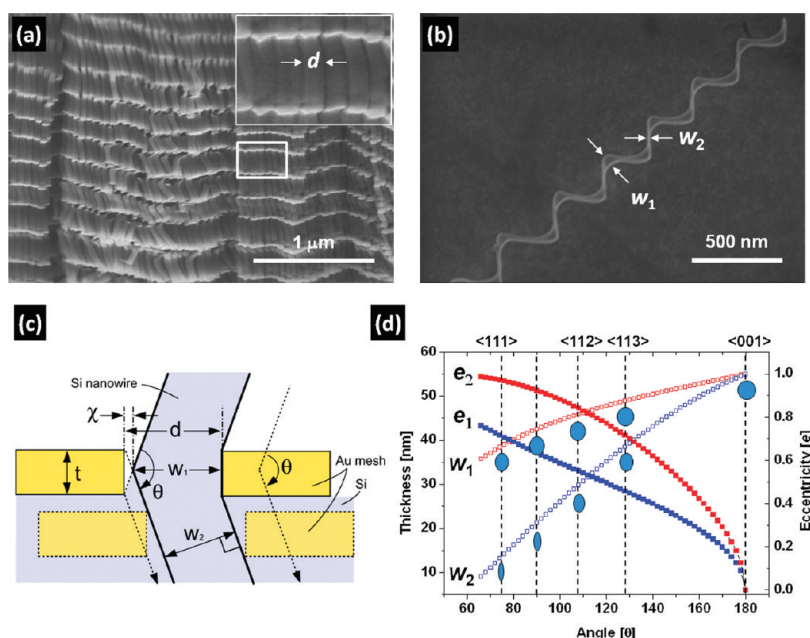 (a)
d
1 μm
(b)
w2
w1
500 nm
(c)
Si nanowire
χ
d
t
w1
θ
θ
Au mesh
Si
w2
(d)
<111> <112> <113> <001>
60
50
40
30
20
10
Thickness [nm]
e2
e1
w1
w2
1.0
0.8
0.6
0.4
0.2
0.0
Eccentricity [e]
60 80 100 120 140 160 180
Angle [θ]